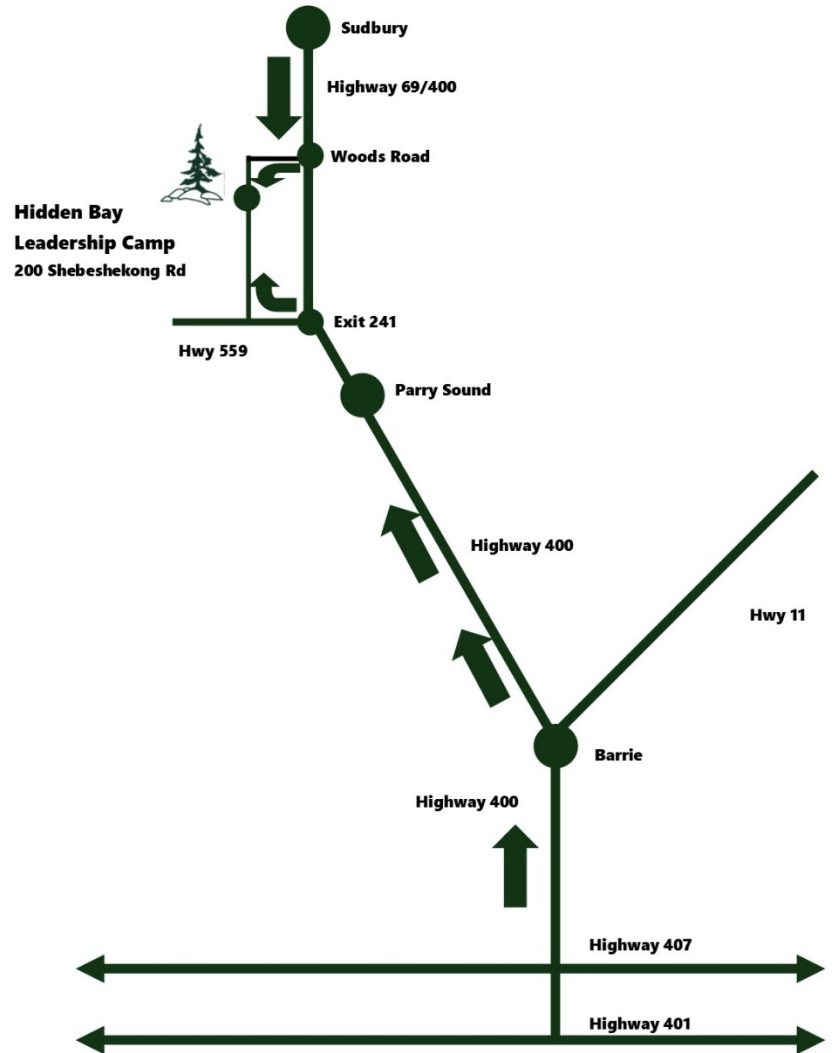 Sudbury
Highway 69/400
Woods Road
Hidden Bay
Leadership Camp
200 Shebeshekong Rd
Exit 241
Hwy 559
Parry Sound
Highway 400
Hwy 11
Barrie
Highway 400
Highway 407
Highway 401